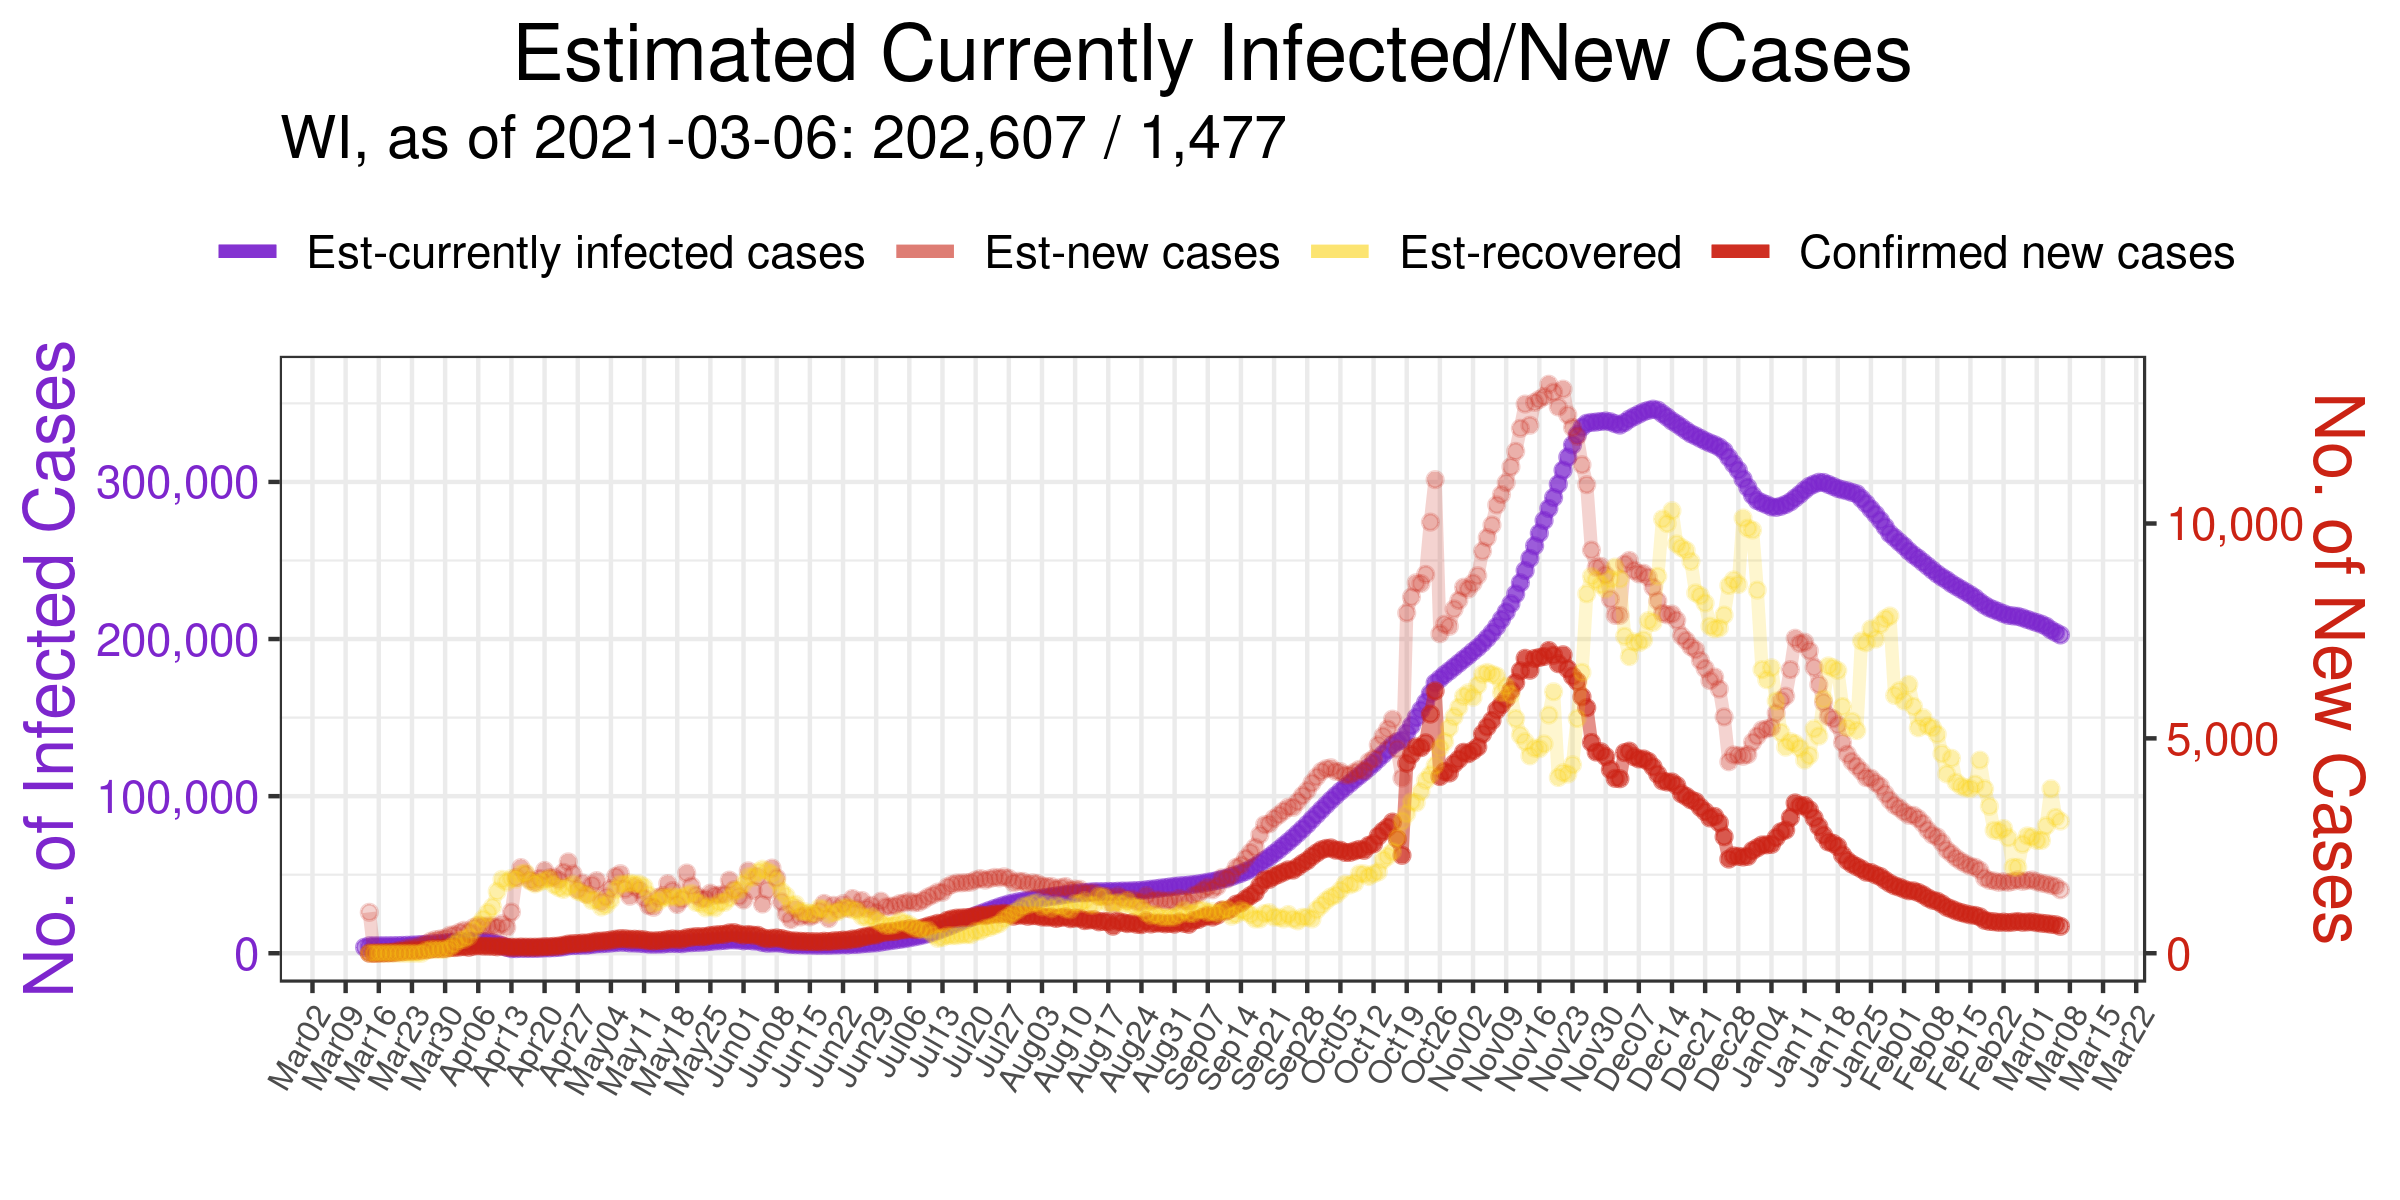 Estimated Currently Infected/New Cases
WI, as of 2021-03-06: 202,607 / 1,477
Est-currently infected cases Est-new cases Est-recovered Confirmed new cases
No. of Infected Cases
300,000
200,000
100,000
0
10,000
5,000
0
No. of New Cases
Mar02 Mar09 Mar16 Mar23 Mar30 Apr06 Apr13 Apr20 Apr27 May04 May11 May18 May25 Jun01 Jun08 Jun15 Jun22 Jun29 Jul06 Jul13 Jul20 Jul27 Aug03 Aug10 Aug17 Aug24 Aug31 Sep07 Sep14 Sep21 Sep28 Oct05 Oct12 Oct19 Oct26 Nov02 Nov09 Nov16 Nov23 Nov30 Dec07 Dec14 Dec21 Dec28 Jan04 Jan11 Jan18 Jan25 Feb01 Feb08 Feb15 Feb22 Mar01 Mar08 Mar15 Mar22